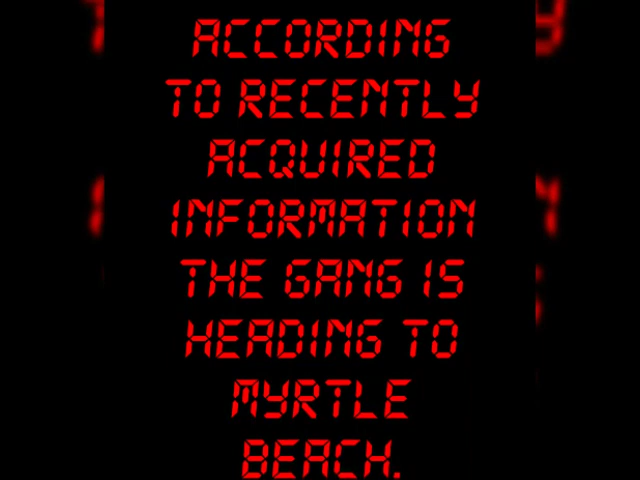 ACCORDING
TO RECENTLY
ACQUIRED
INFORMATION
THE GANG IS
HEADING TO
MYRTLE
BEACH.